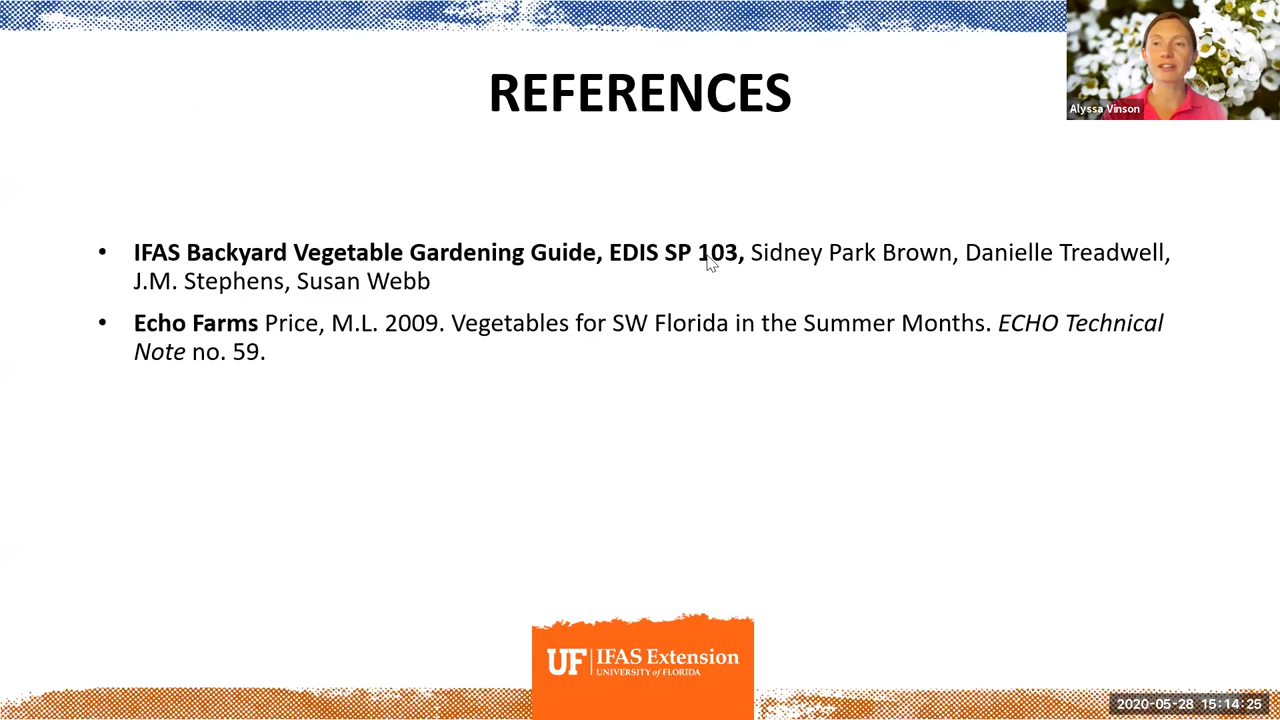 REFERENCES
Alyssa Vinson
• IFAS Backyard Vegetable Gardening Guide, EDIS SP 103, Sidney Park Brown, Danielle Treadwell,
J.M. Stephens, Susan Webb
• Echo Farms Price, M.L. 2009. Vegetables for SW Florida in the Summer Months. ECHO Technical
Note no. 59.
UF IFAS Extension
UNIVERSITY of FLORIDA
2020-05-28 15:14:25